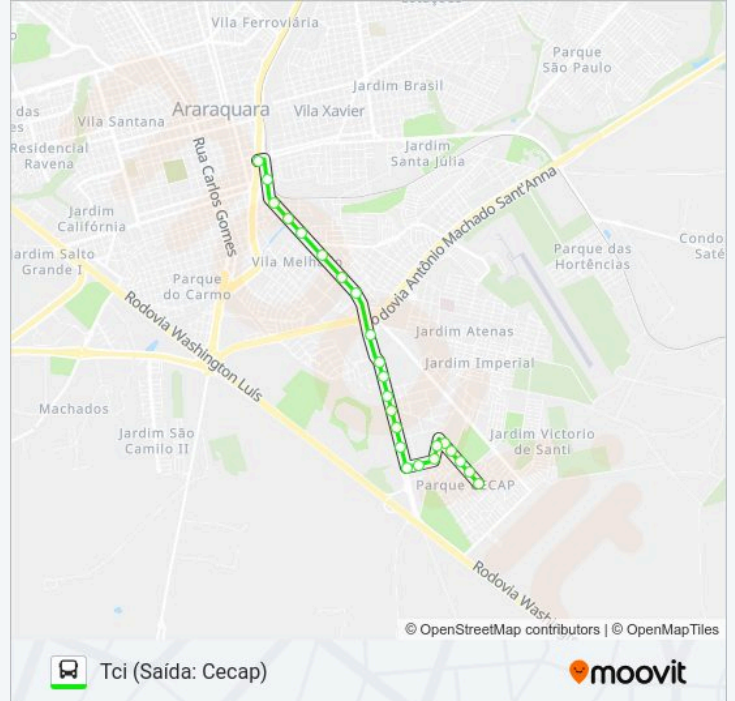 Vila Ferroviária
Parque
São Paulo
Jardim Brasil
das
es
Araraquara
Vila Xavier
Vila Santana
Residencial
Ravena
Rua Carlos Gomes
Jardim
Santa Júlia
Jardim
Califórnia
Rodovia Antônio Machado Sant'Anna
Jardim Salto
Grande I
Vila Melh
Parque das
Hortências
Condo
Saté
Parque
do Carmo
Rodovia Washington Luís
Jardim Atenas
Jardim Imperial
Machados
Jardim São
Camilo II
Jardim Victorio
de Santi
Parque CECAP
Rodovia Wash
© OpenStreetMap contributors | © OpenMapTiles
Tci (Saída: Cecap)
moovit